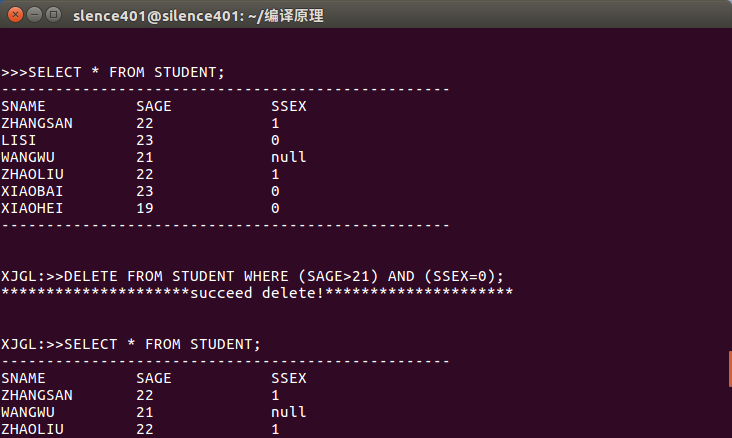 slence401@silence401: ~/编译原理
>>>SELECT * FROM STUDENT;
--------------------------------------------------
SNAME SAGE SSEX
ZHANGSAN 22 1
LISI 23 0
WANGWU 21 null
ZHAOLIU 22 1
XIAOBAI 23 0
XIAOHEI 19 0
--------------------------------------------------
XJGL:>>DELETE FROM STUDENT WHERE (SAGE>21) AND (SSEX=0);
*********************succeed delete!*********************
XJGL:>>SELECT * FROM STUDENT;
--------------------------------------------------
SNAME SAGE SSEX
ZHANGSAN 22 1
WANGWU 21 null
ZHAOLIU 22 1